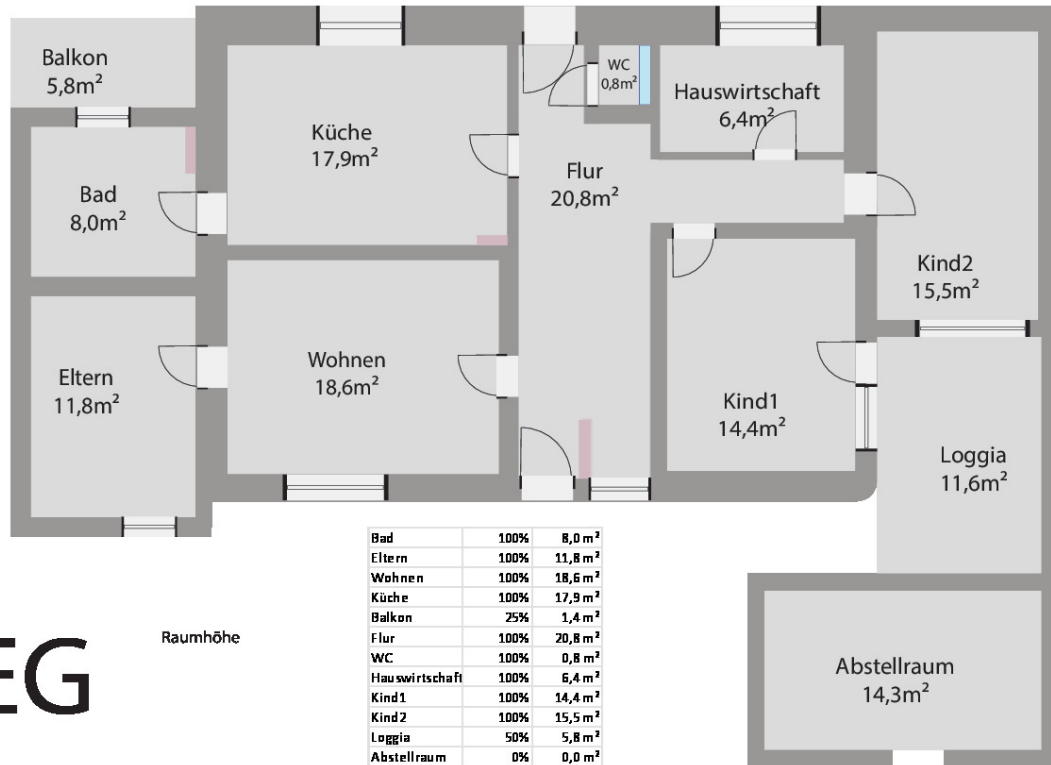 Balkon
5,8m²
Bad
8,0m²
Küche
17,9m²
WC
0,8m²
Hauswirtschaft
6,4m²
Flur
20,8m²
Kind2
15,5m²
Eltern
11,8m²
Wohnen
18,6m²
Kind1
14,4m²
Loggia
11,6m²
Abstellraum
14,3m²
EG
Raumhöhe
Bad 100% 8,0 m²
Eltern 100% 11,8 m²
Wohnen 100% 18,6 m²
Küche 100% 17,9 m²
Balkon 25% 1,4 m²
Flur 100% 20,8 m²
WC 100% 0,8 m²
Hauswirtschaft 100% 6,4 m²
Kind1 100% 14,4 m²
Kind2 100% 15,5 m²
Loggia 50% 5,8 m²
Abstellraum 0% 0,0 m²